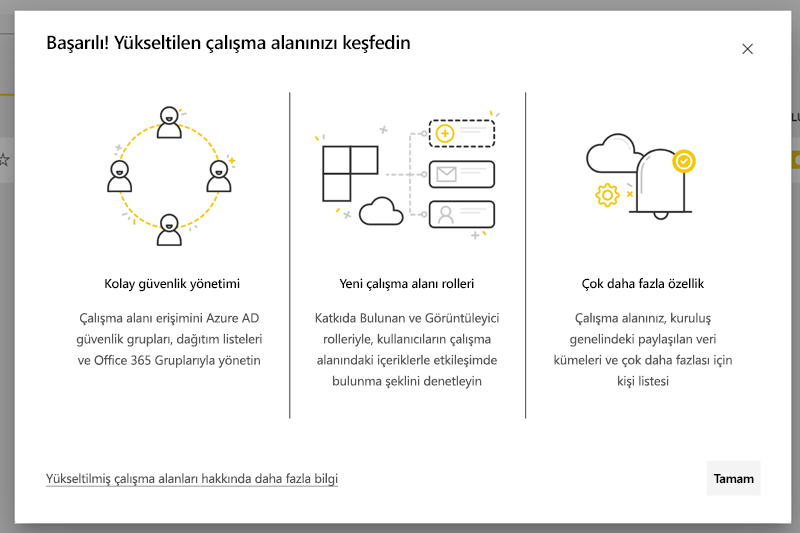 Başarılı! Yükseltilen çalışma alanınızı keşfedin
Kolay güvenlik yönetimi
Çalışma alanı erişimini Azure AD
güvenlik grupları, dağıtım listeleri
ve Office 365 Gruplarıyla yönetin
Yeni çalışma alanı rolleri
Katkıda Bulunan ve Görüntüleyici
rolleriyle, kullanıcıların çalışma
alanındaki içeriklerle etkileşimde
bulunma şeklini denetleyin
Çok daha fazla özellik
Çalışma alanınız, kuruluş
genelindeki paylaşılan veri
kümeleri ve çok daha fazlası için
kişi listesi
Yükseltilmiş çalışma alanları hakkında daha fazla bilgi
Tamam